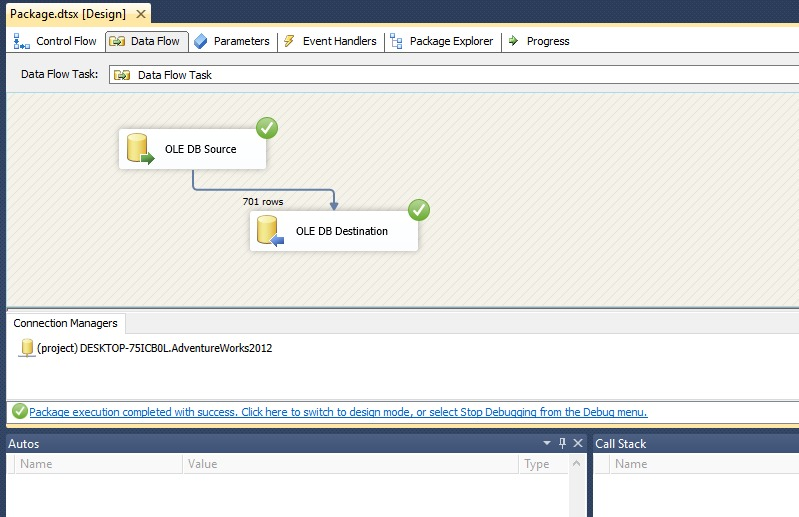 Package.dtsx [Design]
Control Flow Data Flow Parameters Event Handlers Package Explorer Progress
Data Flow Task: Data Flow Task
OLE DB Source
701 rows
OLE DB Destination
Connection Managers
(project) DESKTOP-75ICB0L.AdventureWorks2012
Package execution completed with success. Click here to switch to design mode, or select Stop Debugging from the Debug menu.
Autos Call Stack
Name Value Type Name